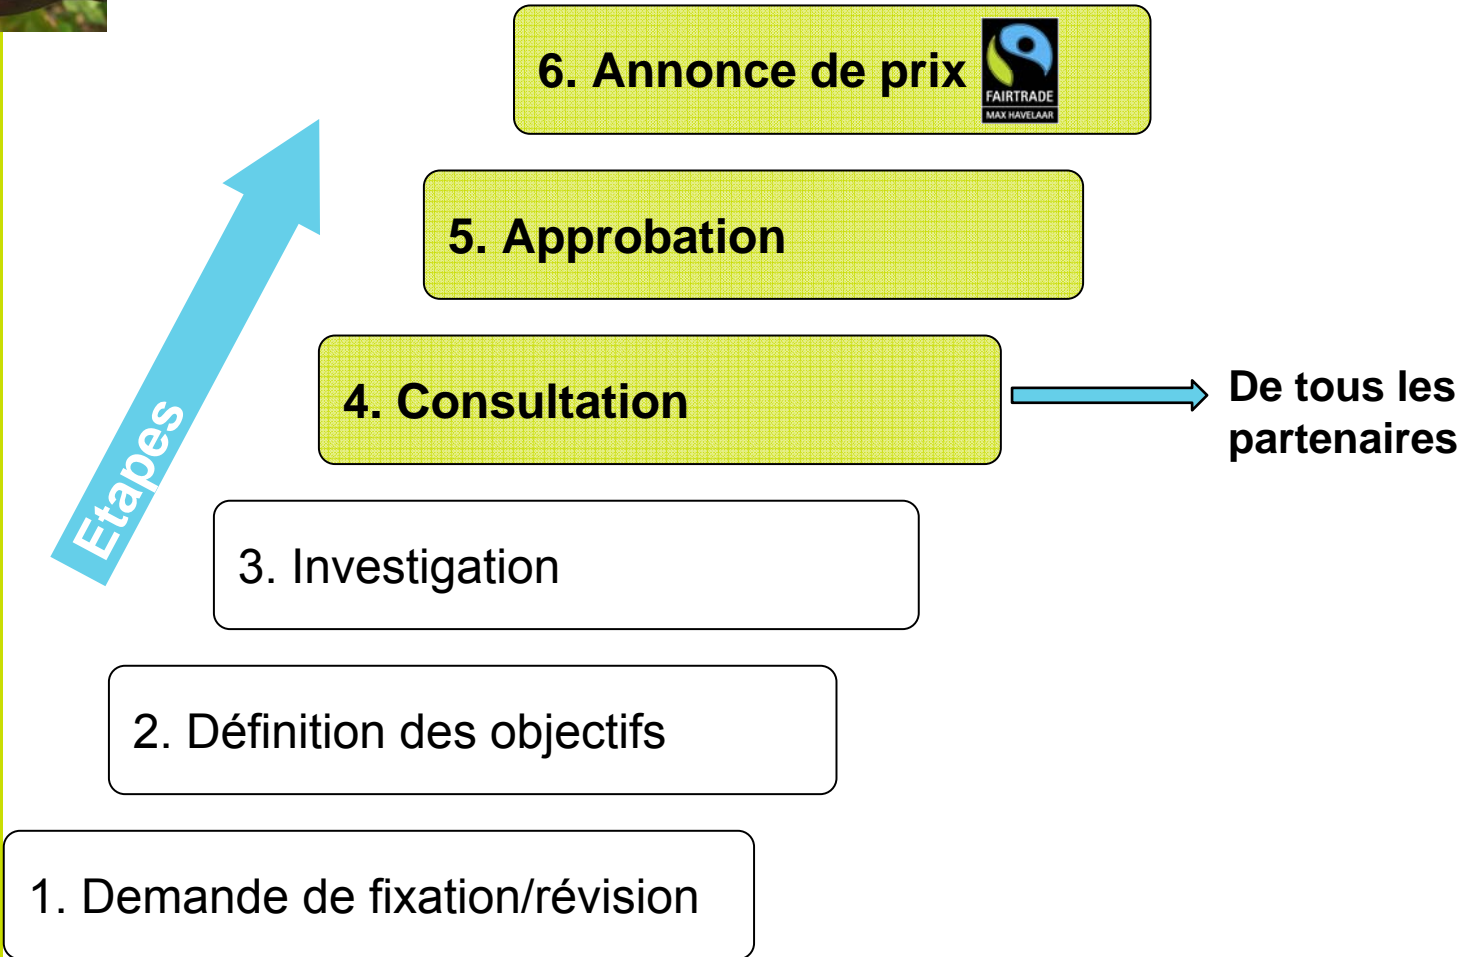 6. Annonce de prix
FAIRTRADE
MAX HAVELAAR
5. Approbation
4. Consultation
De tous les
partenaires
Etapes
3. Investigation
2. Définition des objectifs
1. Demande de fixation/révision